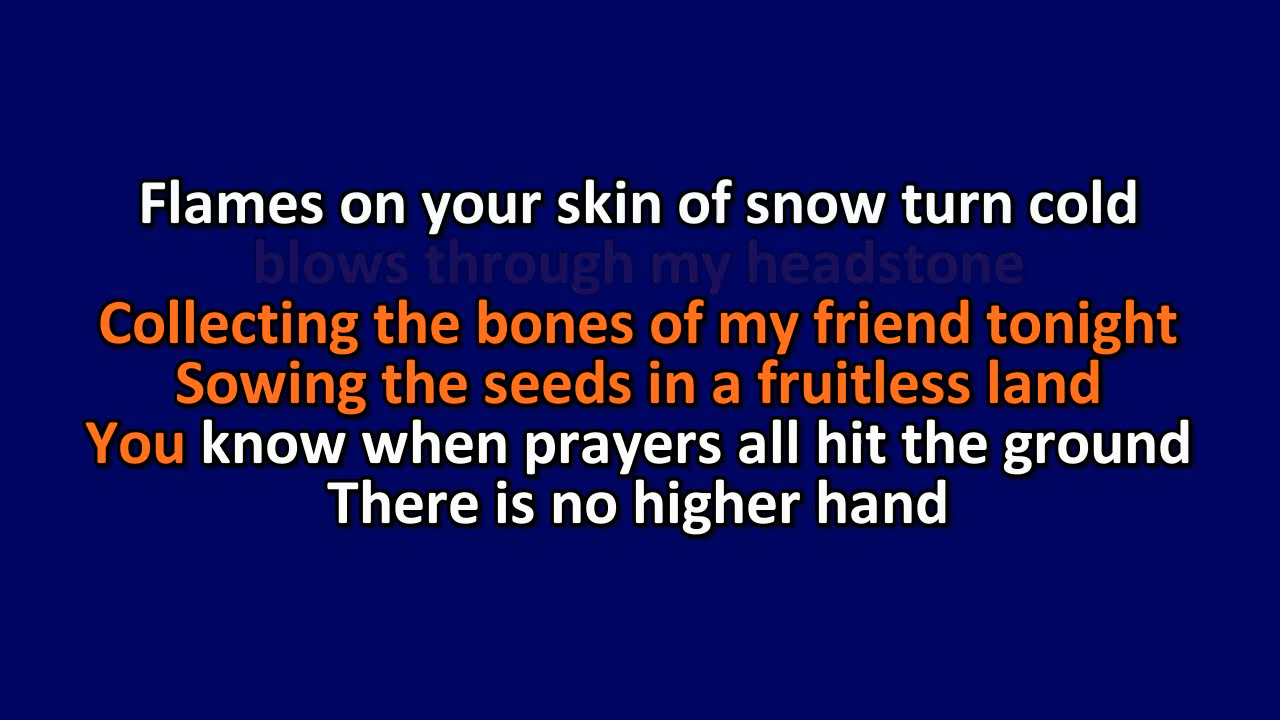 Flames on your skin of snow turn cold
blows through my headstone
Collecting the bones of my friend tonight
Sowing the seeds in a fruitless land
You know when prayers all hit the ground
There is no higher hand